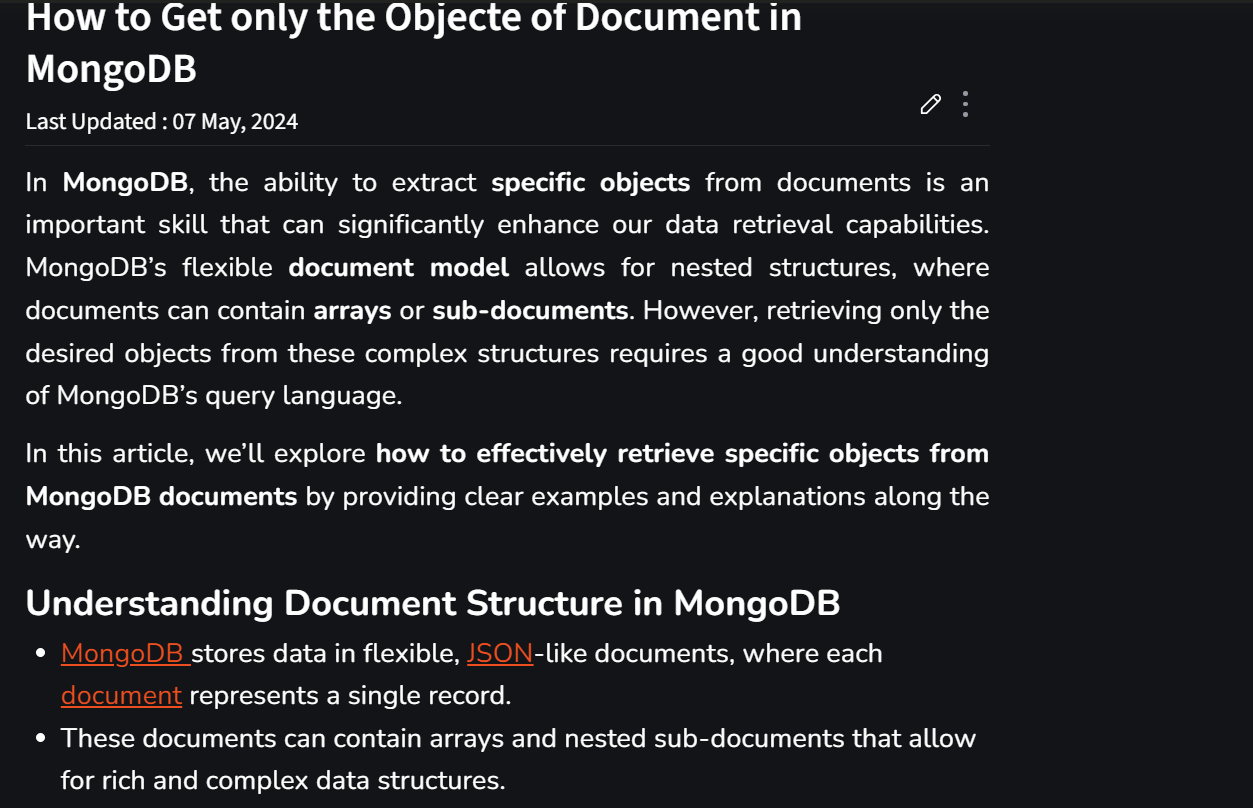 How to Get only the Objecte of Document in
MongoDB
Last Updated : 07 May, 2024
In MongoDB, the ability to extract specific objects from documents is an
important skill that can significantly enhance our data retrieval capabilities.
MongoDB’s flexible document model allows for nested structures, where
documents can contain arrays or sub-documents. However, retrieving only the
desired objects from these complex structures requires a good understanding
of MongoDB’s query language.
In this article, we’ll explore how to effectively retrieve specific objects from
MongoDB documents by providing clear examples and explanations along the
way.
Understanding Document Structure in MongoDB
• MongoDB stores data in flexible, JSON-like documents, where each
document represents a single record.
• These documents can contain arrays and nested sub-documents that allow
for rich and complex data structures.